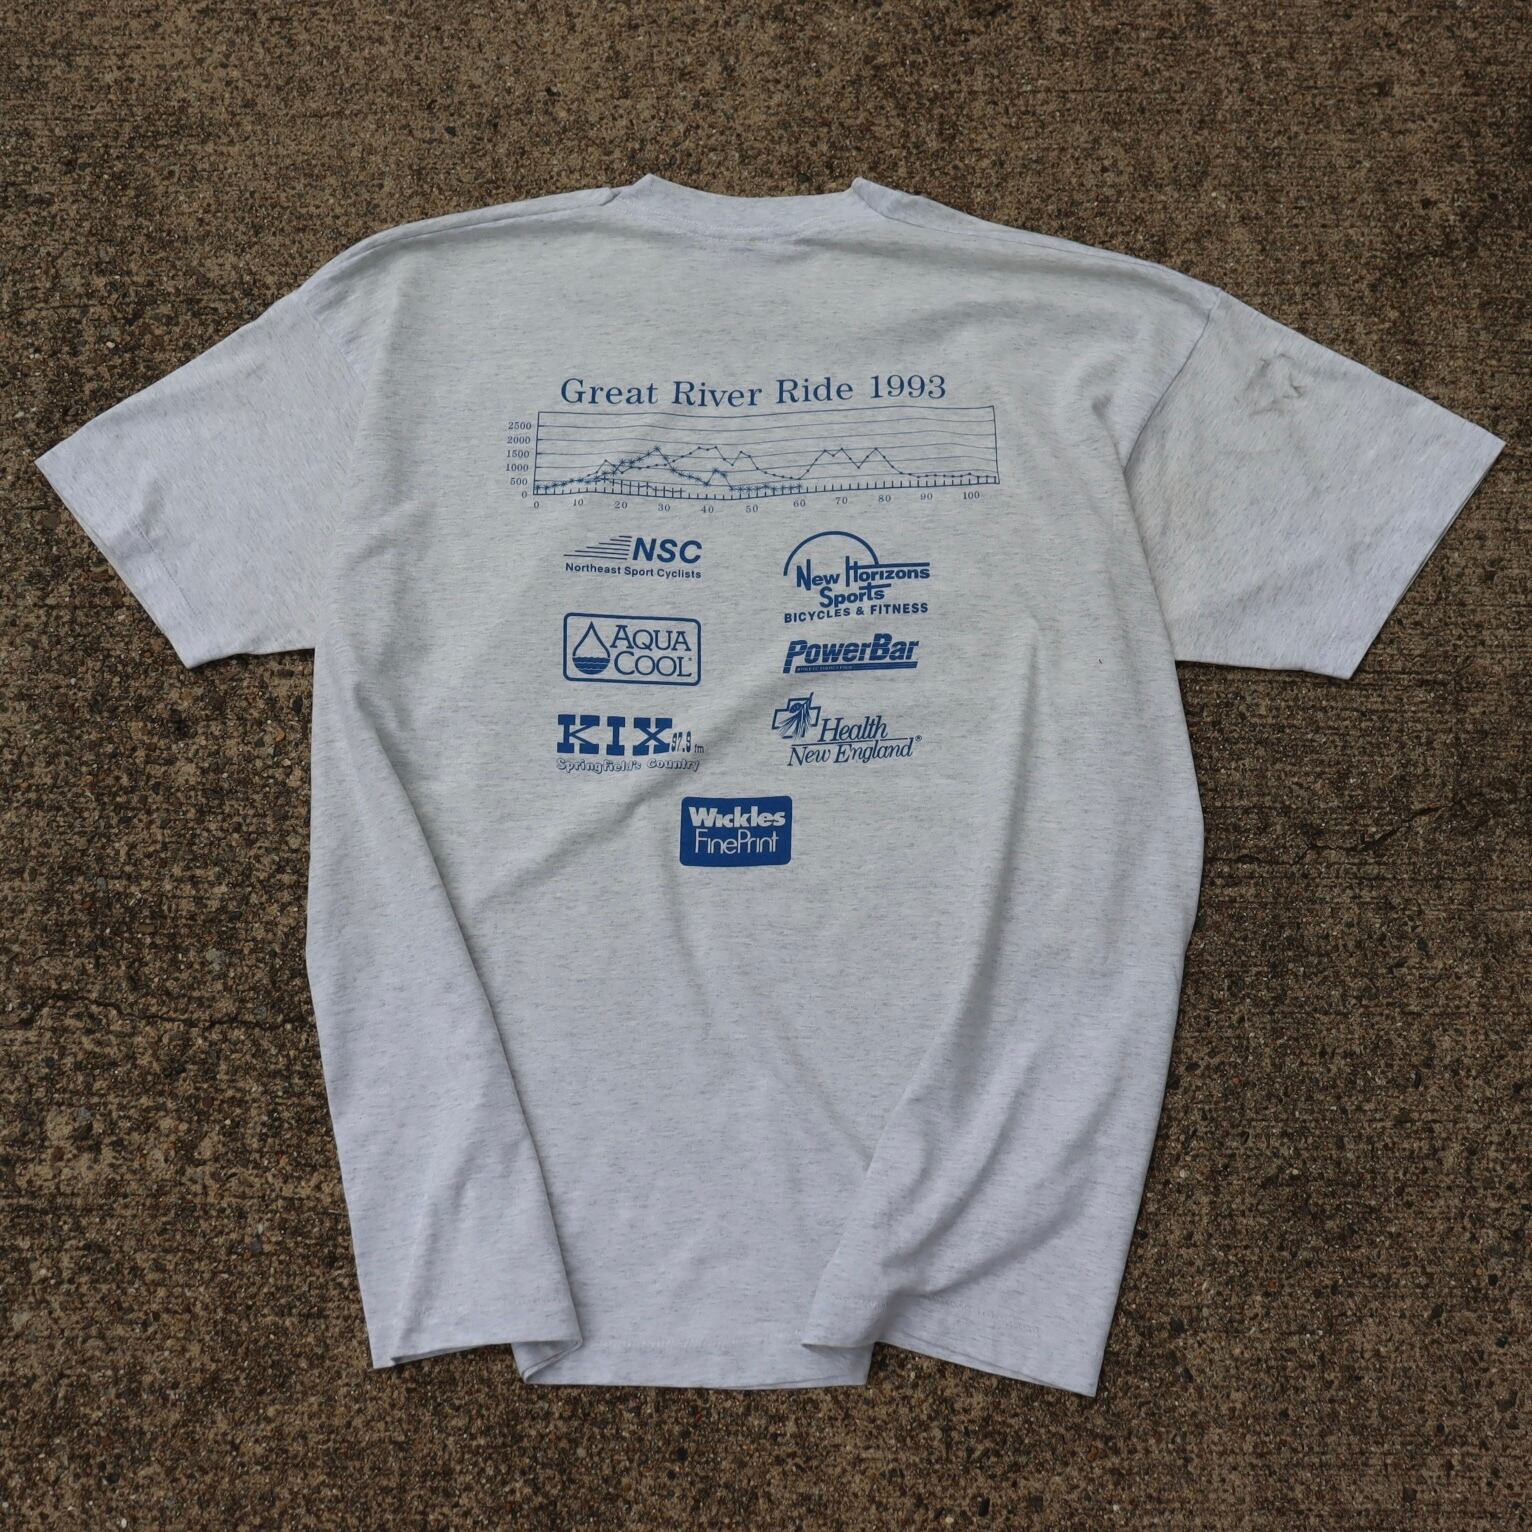 Great River Ride 1993
2500
2000
1500
1000
500
0
0 10 20 30 40 50 60 70 80 90 100
NSC
Northeast Sport Cyclists
New Horizons
Sports
BICYCLES & FITNESS
AQUA
COOL
PowerBar
KIX 97.9 fm
Springfield's Country
Health
New England®
Wickles
FinePrint